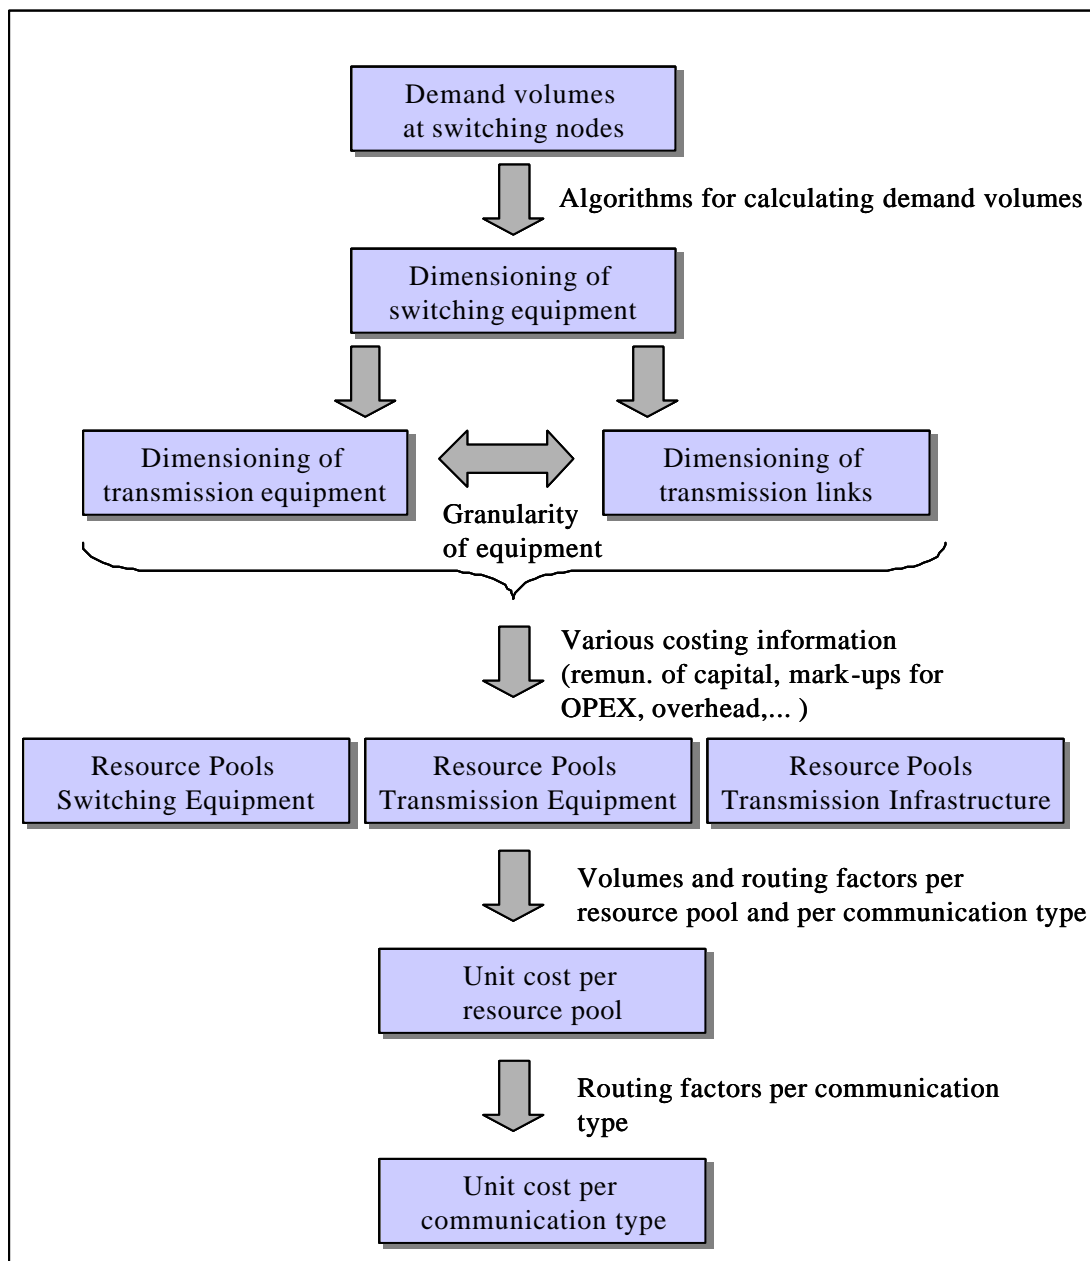 Demand volumes
at switching nodes
Algorithms for calculating demand volumes
Dimensioning of
switching equipment
Dimensioning of
transmission equipment
Dimensioning of
transmission links
Granularity
of equipment
Various costing information
(remun. of capital, mark-ups for
OPEX, overhead,... )
Resource Pools
Switching Equipment
Resource Pools
Transmission Equipment
Resource Pools
Transmission Infrastructure
Volumes and routing factors per
resource pool and per communication type
Unit cost per
resource pool
Routing factors per communication
type
Unit cost per
communication type